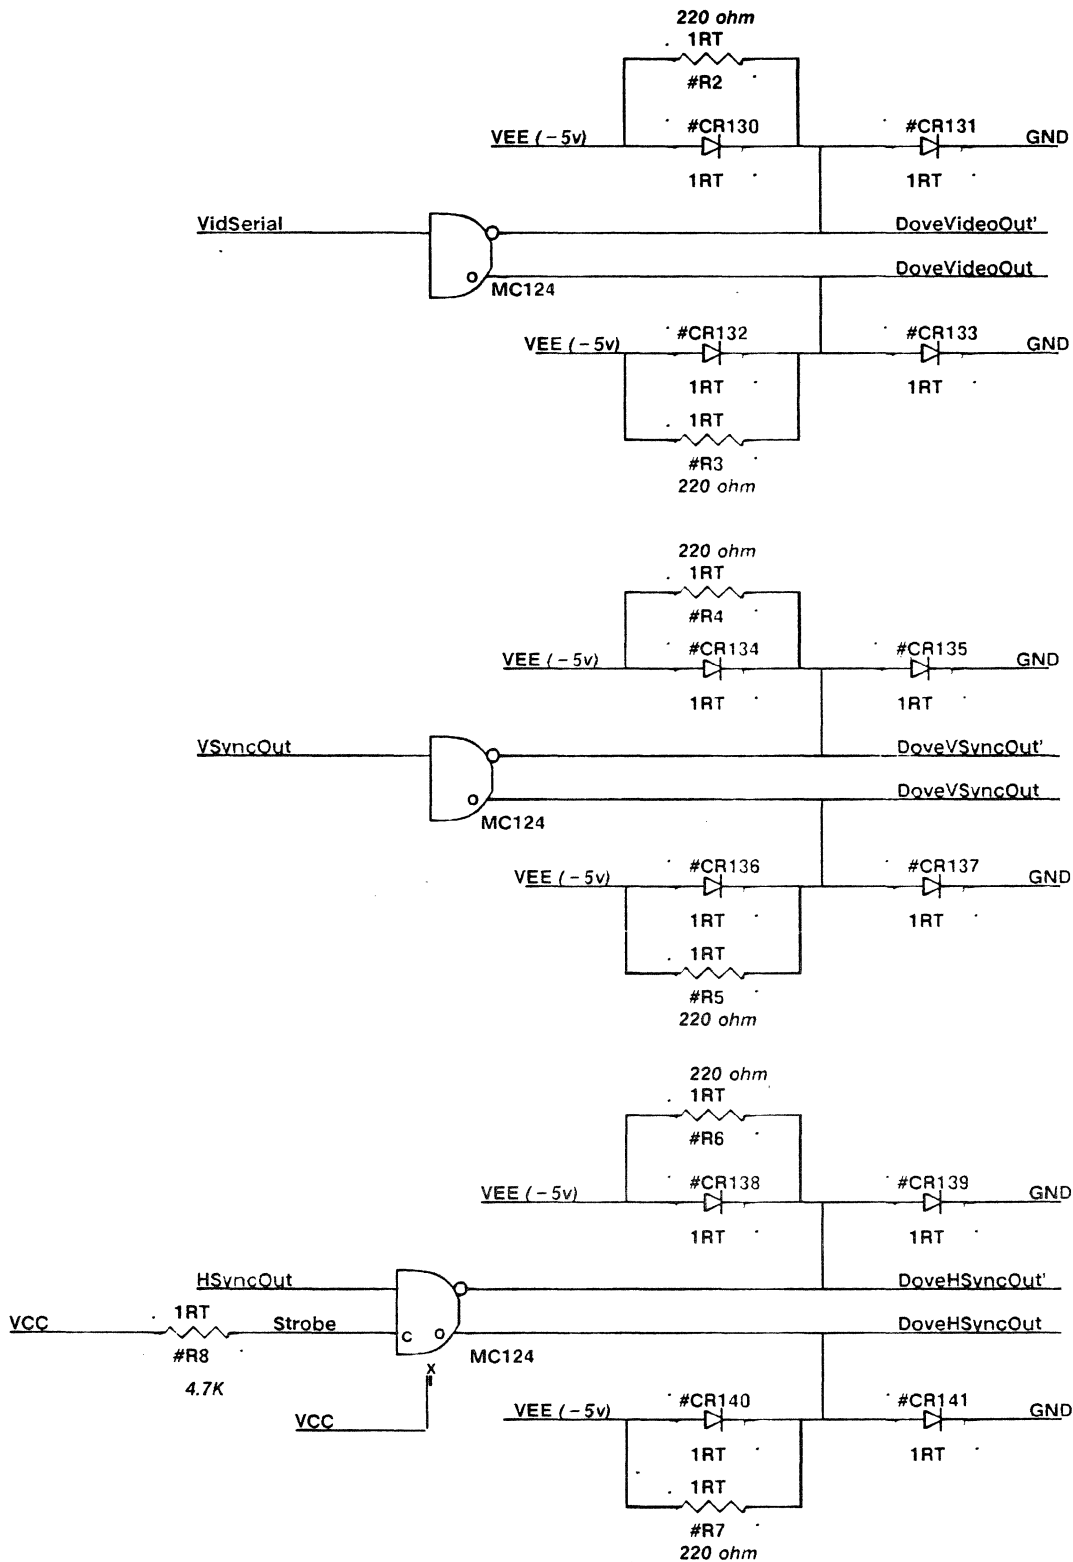 220 ohm
1RT
#R2
VEE (-5v)
#CR130
#CR131
GND
1RT
1RT
VidSerial
DoveVideoOut'
DoveVideoOut
O
MC124
VEE (-5v)
#CR132
#CR133
GND
1RT
1RT
1RT
#R3
220 ohm
220 ohm
1RT
#R4
VEE (-5v)
#CR134
#CR135
GND
1RT
1RT
VSyncOut
DoveVSyncOut'
DoveVSyncOut
O
MC124
VEE (-5v)
#CR136
#CR137
GND
1RT
1RT
1RT
#R5
220 ohm
220 ohm
1RT
#R6
VEE (-5v)
#CR138
#CR139
GND
1RT
1RT
HSyncOut
DoveHSyncOut'
VCC
1RT
Strobe
C O
DoveHSyncOut
#R8
MC124
X
4.7K
VCC
VEE (-5v)
#CR140
#CR141
GND
1RT
1RT
1RT
#R7
220 ohm